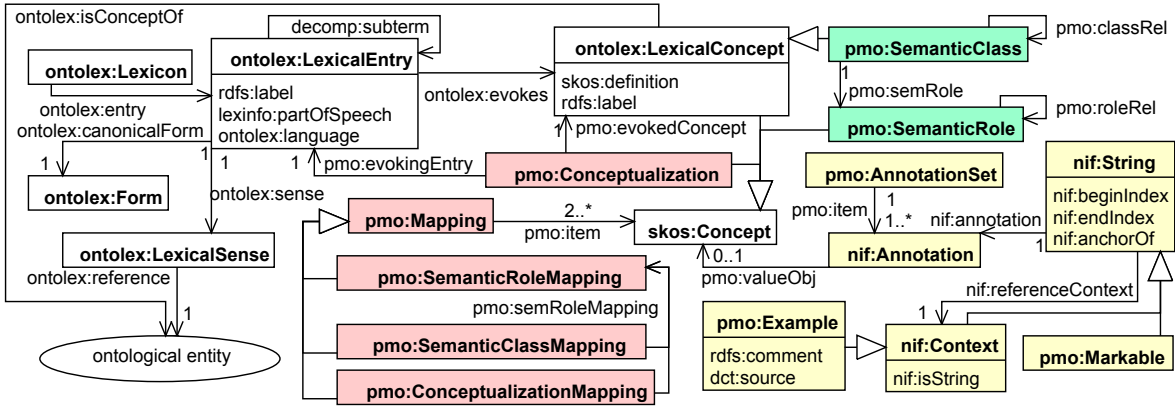 ontolex:isConceptOf
decomp:subterm
ontolex:Lexicon
ontolex:entry
ontolex:canonicalForm
1
ontolex:Form
ontolex:LexicalEntry
rdfs:label
lexinfo:partOfSpeech
ontolex:language
1
1
1
ontolex:sense
ontolex:LexicalSense
ontolex:reference
1
ontological entity
ontolex:evokes
ontolex:LexicalConcept
skos:definition
rdfs:label
1
pmo:evokedConcept
pmo:evokingEntry
pmo:Conceptualization
pmo:SemanticClass
pmo:classRel
1
pmo:semRole
pmo:SemanticRole
pmo:roleRel
pmo:Mapping
2..*
pmo:item
skos:Concept
pmo:SemanticRoleMapping
pmo:semRoleMapping
pmo:SemanticClassMapping
pmo:ConceptualizationMapping
pmo:AnnotationSet
1
pmo:item
1..*
nif:Annotation
0..1
pmo:valueObj
nif:annotation
nif:String
nif:beginIndex
nif:endIndex
nif:anchorOf
1
nif:referenceContext
1
pmo:Example
rdfs:comment
dct:source
nif:Context
nif:isString
pmo:Markable